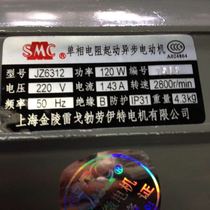 SMC 单相电阻起动异步电动机
型号 JZ6312 功率 120 W 编号
电压 220 V 电流 1.43 A 转速 2800r/min
频率 50 Hz 绝缘 B 防护 IP31 重量 4.3kg
上海金陵雷戈勃劳伊特电机有限公司